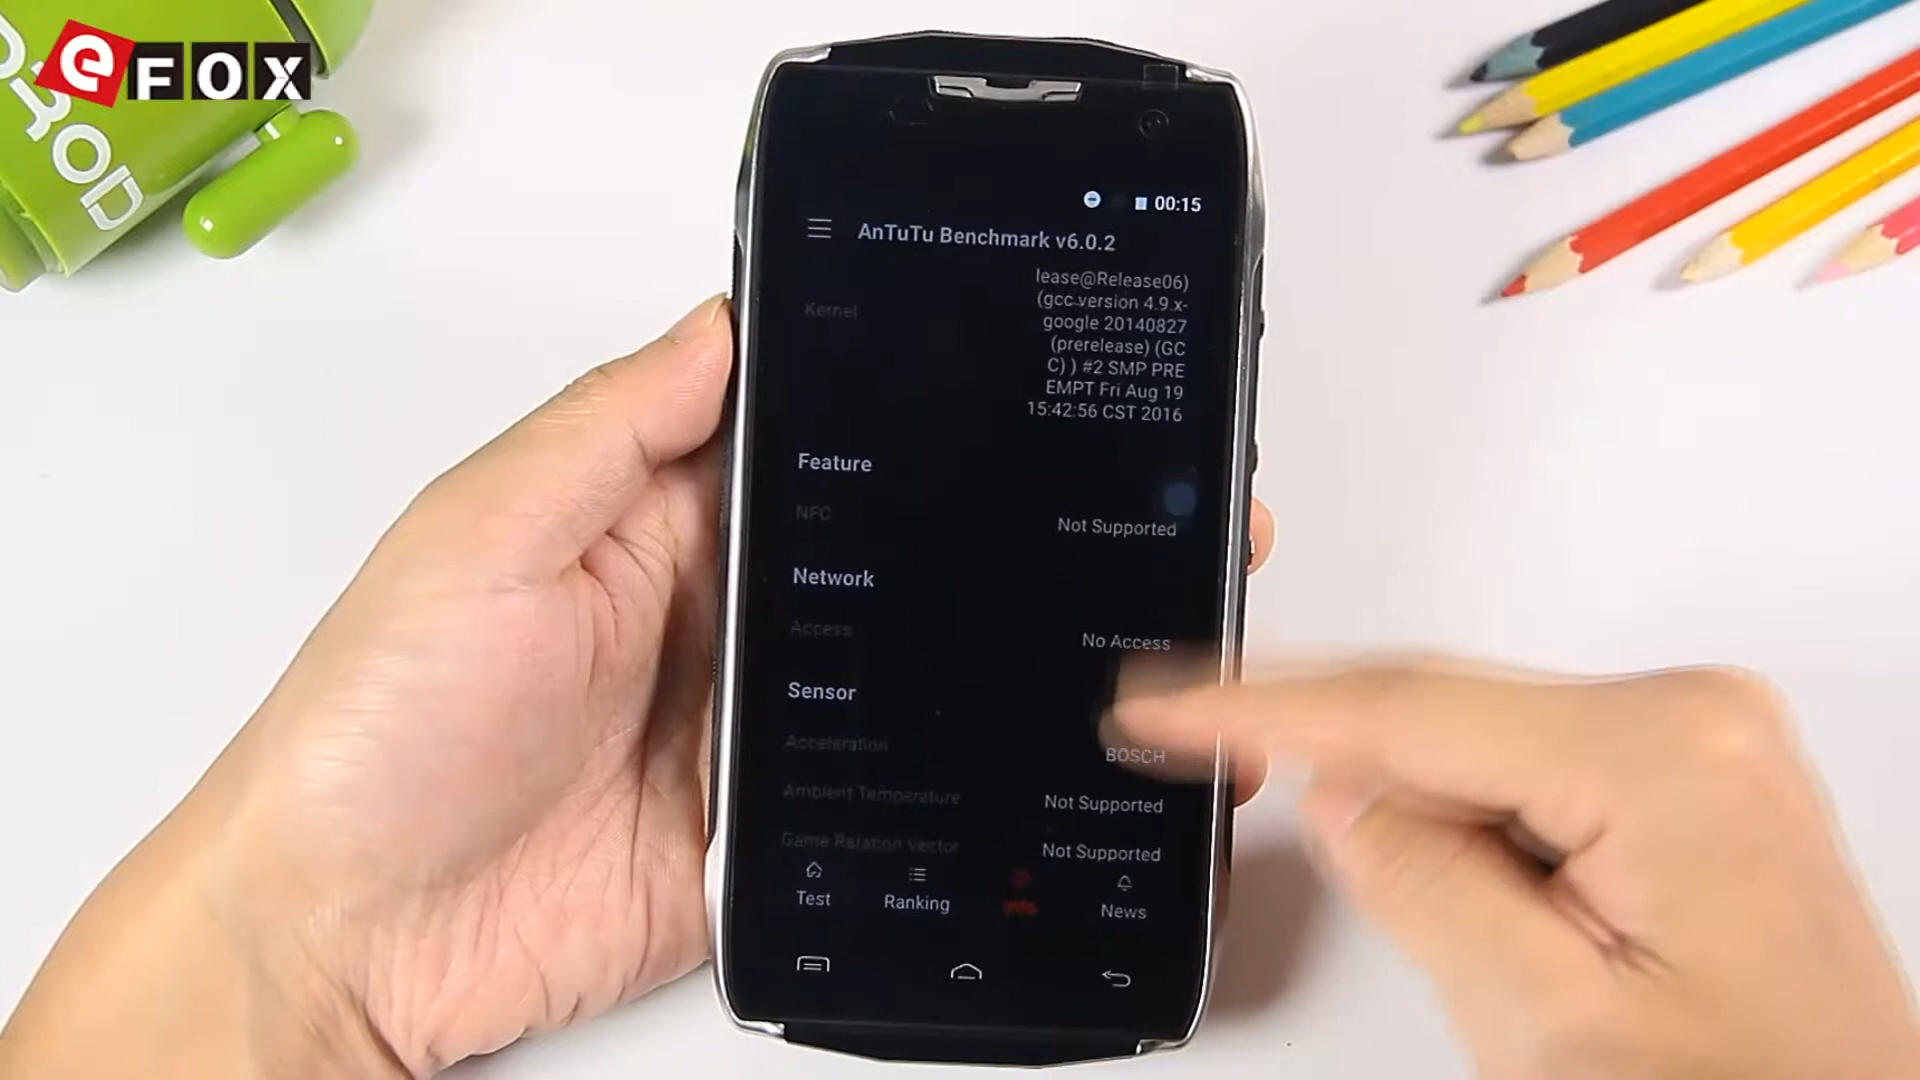 eFOX
DROD
00:15
AnTuTu Benchmark v6.0.2
Kernel
lease@Release06)
(gcc version 4.9.x-
google 20140827
(prerelease) (GC
C) ) #2 SMP PRE
EMPT Fri Aug 19
15:42:56 CST 2016
Feature
NFC
Not Supported
Network
Access
No Access
Sensor
Acceleration
BOSCH
Ambient Temperature
Not Supported
Game Rotation Vector
Not Supported
Test
Ranking
Info
News